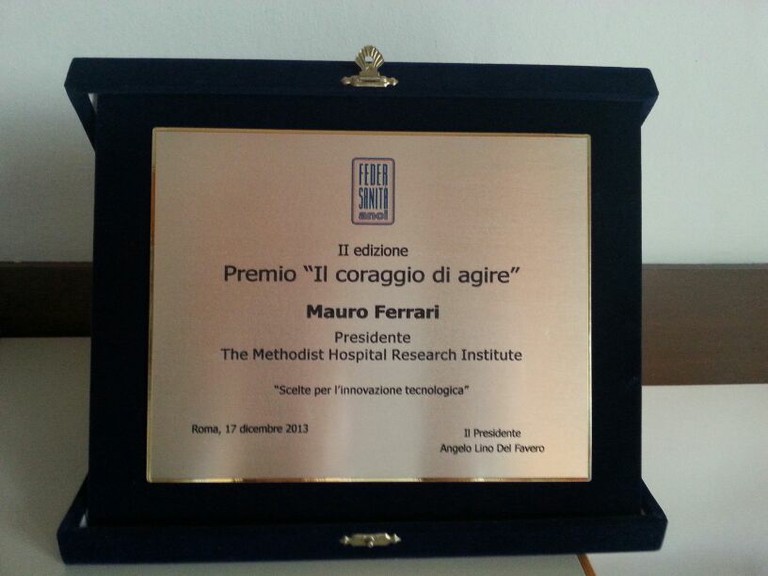 FEDER
SANITÀ
anci
II edizione
Premio “Il coraggio di agire”
Mauro Ferrari
Presidente
The Methodist Hospital Research Institute
“Scelte per l’innovazione tecnologica”
Roma, 17 dicembre 2013
Il Presidente
Angelo Lino Del Favero